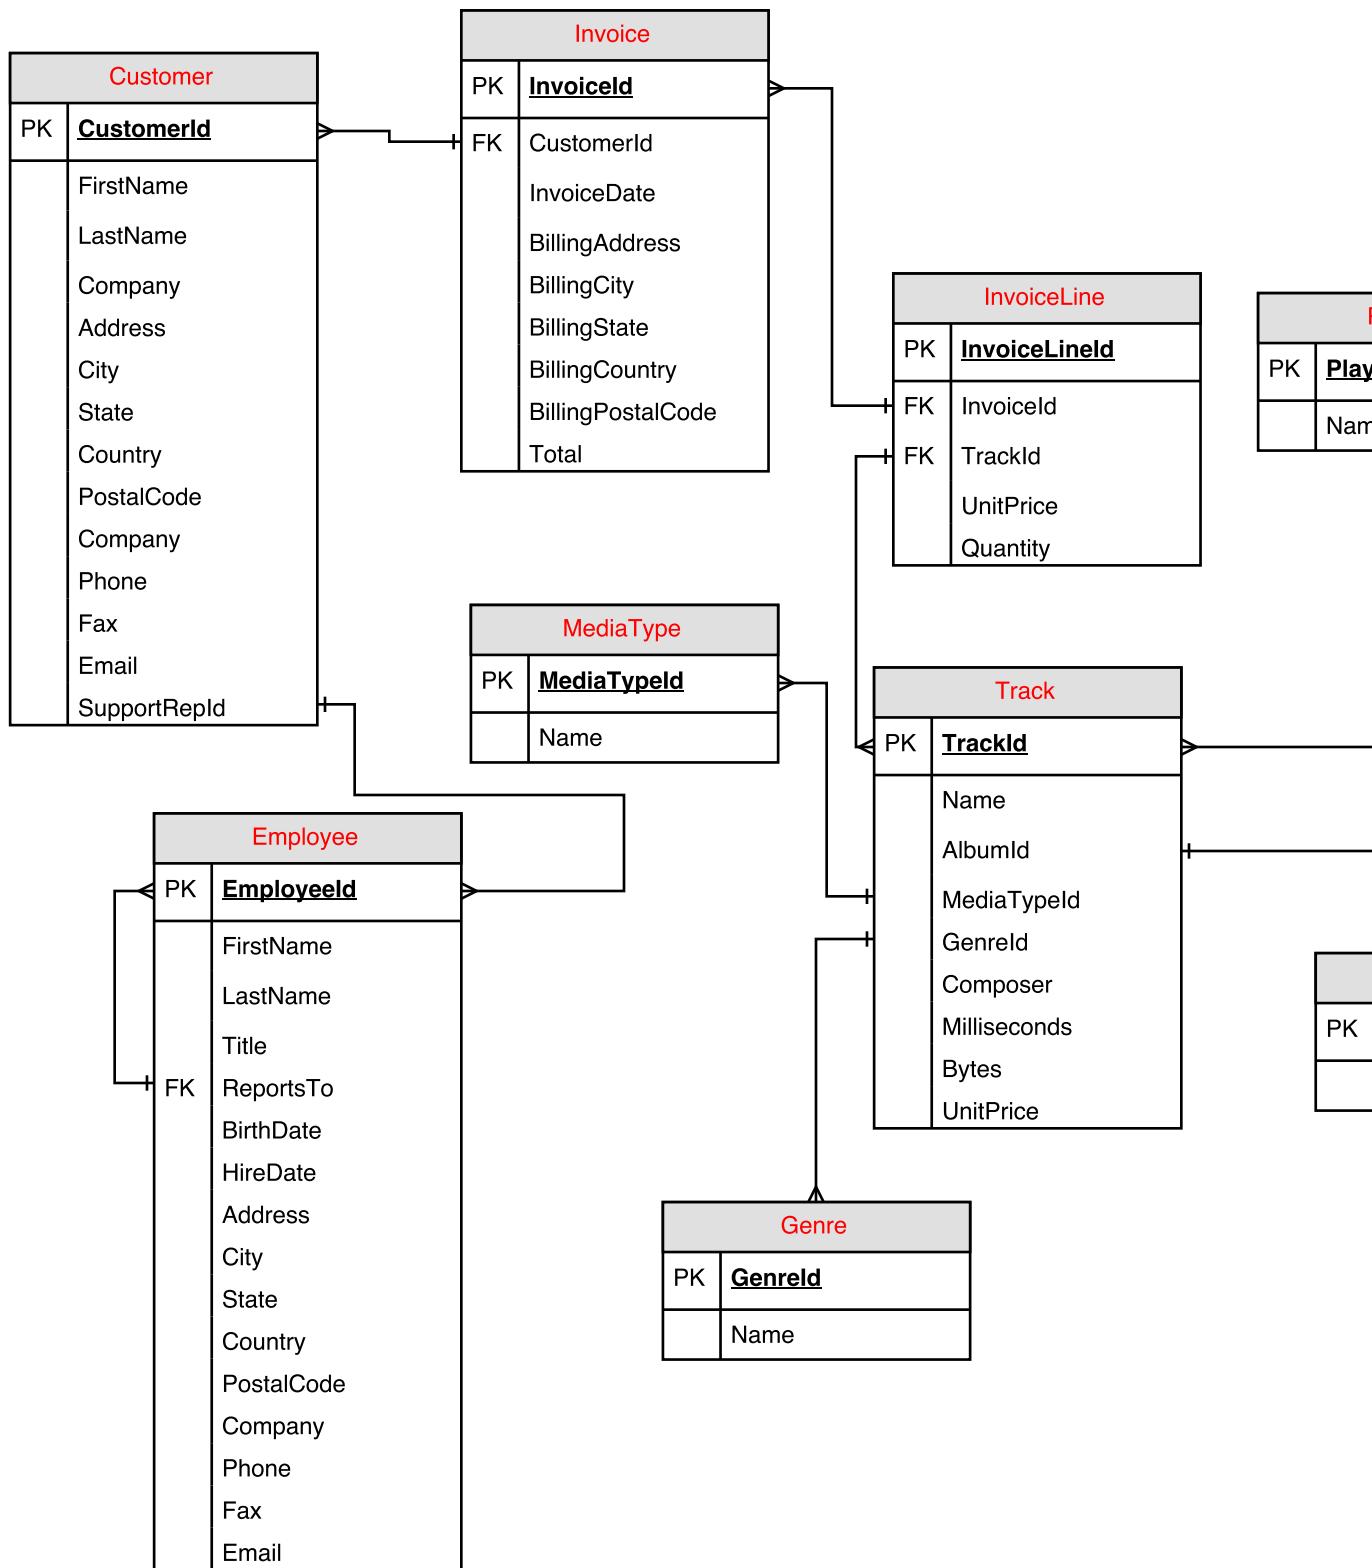 Customer
PK CustomerId
FirstName
LastName
Company
Address
City
State
Country
PostalCode
Company
Phone
Fax
Email
SupportRepId
Invoice
PK InvoiceId
FK CustomerId
InvoiceDate
BillingAddress
BillingCity
BillingState
BillingCountry
BillingPostalCode
Total
InvoiceLine
PK InvoiceLineId
FK InvoiceId
FK TrackId
UnitPrice
Quantity
PK Play
Nam
MediaType
PK MediaTypeId
Name
Track
PK TrackId
Name
AlbumId
MediaTypeId
GenreId
Composer
Milliseconds
Bytes
UnitPrice
PK
Employee
PK EmployeeId
FirstName
LastName
Title
FK ReportsTo
BirthDate
HireDate
Address
City
State
Country
PostalCode
Company
Phone
Fax
Email
Genre
PK GenreId
Name